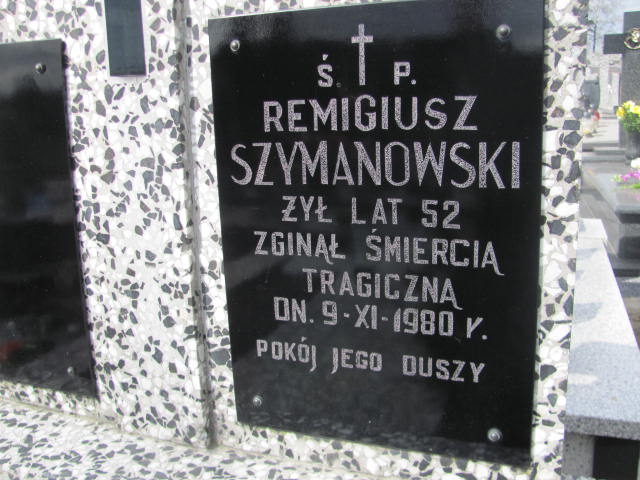 Ś. P.
REMIGIUSZ
SZYMANOWSKI
ŻYŁ LAT 52
ZGINĄŁ ŚMIERCIĄ
TRAGICZNĄ
DN. 9-XI-1980 r.
POKÓJ JEGO DUSZY